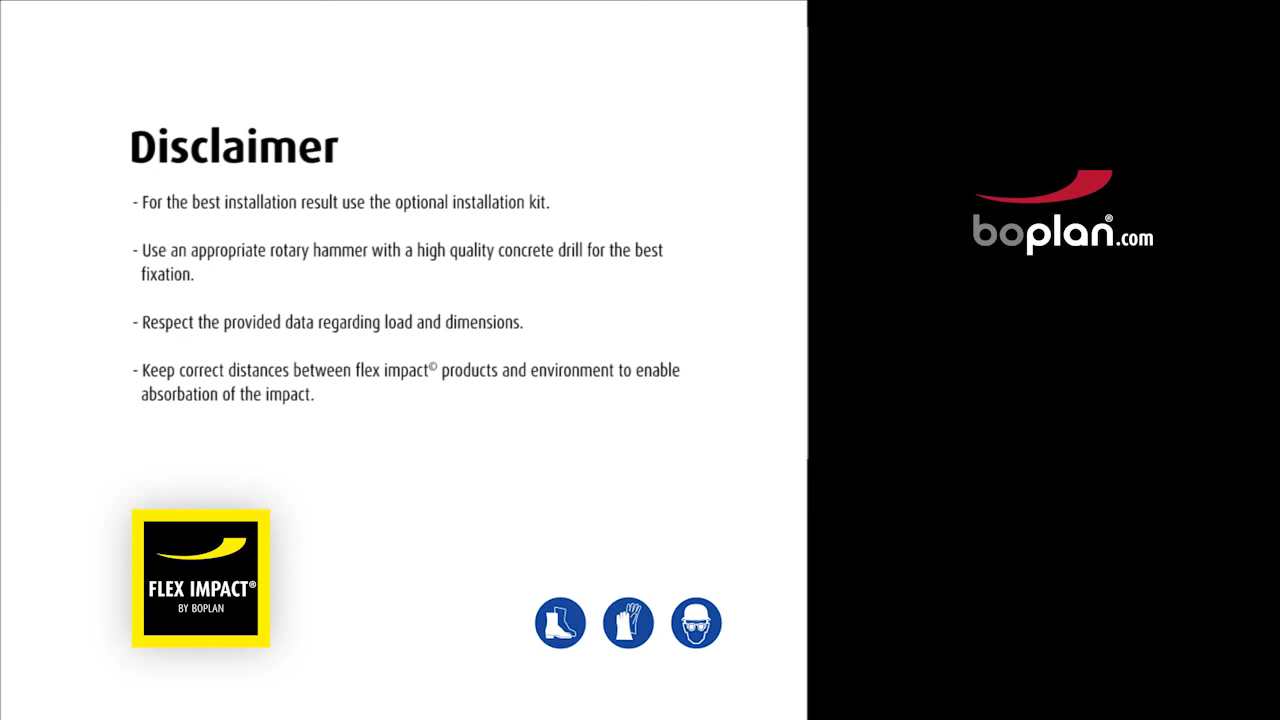 Disclaimer
- For the best installation result use the optional installation kit.
- Use an appropriate rotary hammer with a high quality concrete drill for the best
fixation.
- Respect the provided data regarding load and dimensions.
- Keep correct distances between flex impact© products and environment to enable
absorbation of the impact.
FLEX IMPACT®
BY BOPLAN
boplan®.com